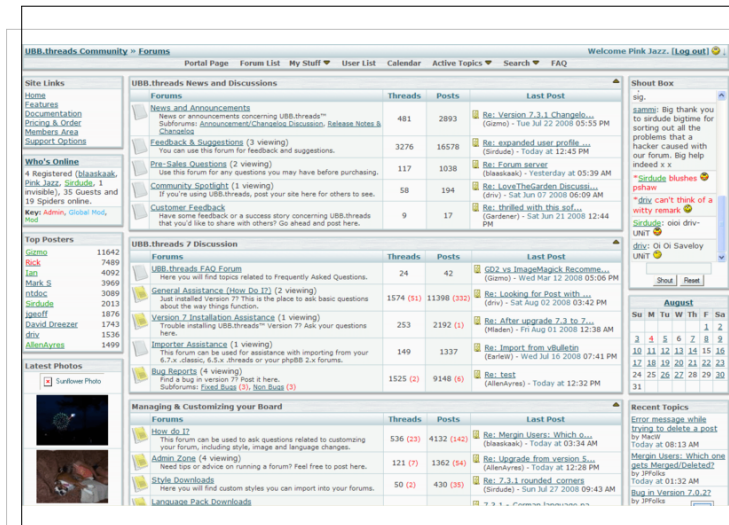 UBB.threads Community » Forums
Welcome Pink Jazz. [Log out]
Portal Page Forum List My Stuff User List Calendar Active Topics Search FAQ
Site Links
Home
Features
Documentation
Pricing & Order
Members Area
Support Options
Who's Online
4 Registered (blaaskaak,
Pink Jazz, Sirdude, 1
invisible), 35 Guests and
19 Spiders online.
Key: Admin, Global Mod,
Mod
Top Posters
Gizmo 11642
Rick 7489
Ian 4092
Mark S 3969
ntdoc 3089
Sirdude 2013
jgeoff 1876
David Dreezer 1743
driv 1536
AllenAyres 1499
Latest Photos
Sunflower Photo
UBB.threads News and Discussions
Forums Threads Posts Last Post
News and Announcements
News or announcements concerning UBB.threads™
Subforums: Announcement/Changelog Discussion, Release Notes &
Changelog
481 2893
Re: Version 7.3.1 Changelo...
(Gizmo) - Tue Jul 22 2008 05:55 PM
Feedback & Suggestions (3 viewing)
You can use this forum for feedback and suggestions.
3276 16578
Re: expanded user profile ...
(Sirdude) - Today at 12:45 PM
Pre-Sales Questions (2 viewing)
Use this forum for any questions you may have before purchasing.
117 1038
Re: Forum server
(blaaskaak) - Yesterday at 05:39 AM
Community Spotlight (1 viewing)
If you're using UBB.threads, post your site here for others to see.
58 194
Re: LoveTheGarden Discussi...
(driv) - Sat Jun 07 2008 06:09 AM
Customer Feedback
Have some feedback or a success story concerning UBB.threads
that you'd like to share with others? Go ahead and post here.
9 17
Re: thrilled with this sof...
(Gardener) - Sat Jun 21 2008 12:44
PM
UBB.threads 7 Discussion
Forums Threads Posts Last Post
UBB.threads FAQ Forum
Here you will find topics related to Frequently Asked Questions.
24 42
GD2 vs ImageMagick Recomme...
(Gizmo) - Wed Mar 12 2008 05:06 PM
General Assistance (How Do I?) (2 viewing)
Just installed Version 7? This is the place to ask basic questions
about the way things function.
1574 (51) 11398 (332)
Re: Looking for Post with ...
(driv) - Sat Aug 02 2008 03:42 PM
Version 7 Installation Assistance (1 viewing)
Trouble installing UBB.threads™ Version 7? Ask your questions
here.
253 2192 (1)
Re: After upgrade 7.3 to 7...
(Mladen) - Fri Aug 01 2008 12:38 AM
Importer Assistance (1 viewing)
This forum can be used for assistance with importing from your
6.7.x .classic, 6.5.x .threads or your phpBB 2.x forums.
149 1337
Re: Import from vBulletin
(EarleW) - Wed Jul 16 2008 07:41 PM
Bug Reports (4 viewing)
Find a bug in version 7? Post it here.
Subforums: Fixed Bugs (3), Non Bugs (3)
1525 (2) 9148 (6)
Re: test
(AllenAyres) - Today at 12:32 PM
Managing & Customizing your Board
Forums Threads Posts Last Post
How do I?
This forum can be used to ask questions related to customizing
your forum, including style, image and language changes.
536 (23) 4132 (142)
Re: Mergin Users: Which o...
(blaaskaak) - Today at 03:34 AM
Admin Zone (4 viewing)
Need tips or advice on running a forum? Feel free to post here.
121 (7) 1362 (54)
Re: Upgrade from version 5...
(AllenAyres) - Today at 12:28 PM
Style Downloads
Here you will find custom styles you can import into your forums.
50 (2) 430 (35)
Re: 7.3.1 rounded corners
(Sirdude) - Sun Jul 27 2008 09:43 AM
Language Pack Downloads
7.3.1 - German language pa...
Shout Box
sig.
sammi: Big thank you
to sirdude bigtime for
sorting out all the
problems that a
hacker caused with
our forum. Big help
indeed x x
*Sirdude blushes
pshaw
*driv can't think of a
witty remark
Sirdude: oioi driv-
UNiT
driv: Oi Oi Saveloy
UNiT
Shout Reset
August
Su M Tu W Th F Sa
1 2
3 4 5 6 7 8 9
10 11 12 13 14 15 16
17 18 19 20 21 22 23
24 25 26 27 28 29 30
31
Recent Topics
Error message while
trying to delete a post
by MacW
Today at 08:13 AM
Mergin Users: Which one
gets Merged/Deleted?
by JPFolks
Today at 01:32 AM
Bug in Version 7.0.2?
by JPFolks